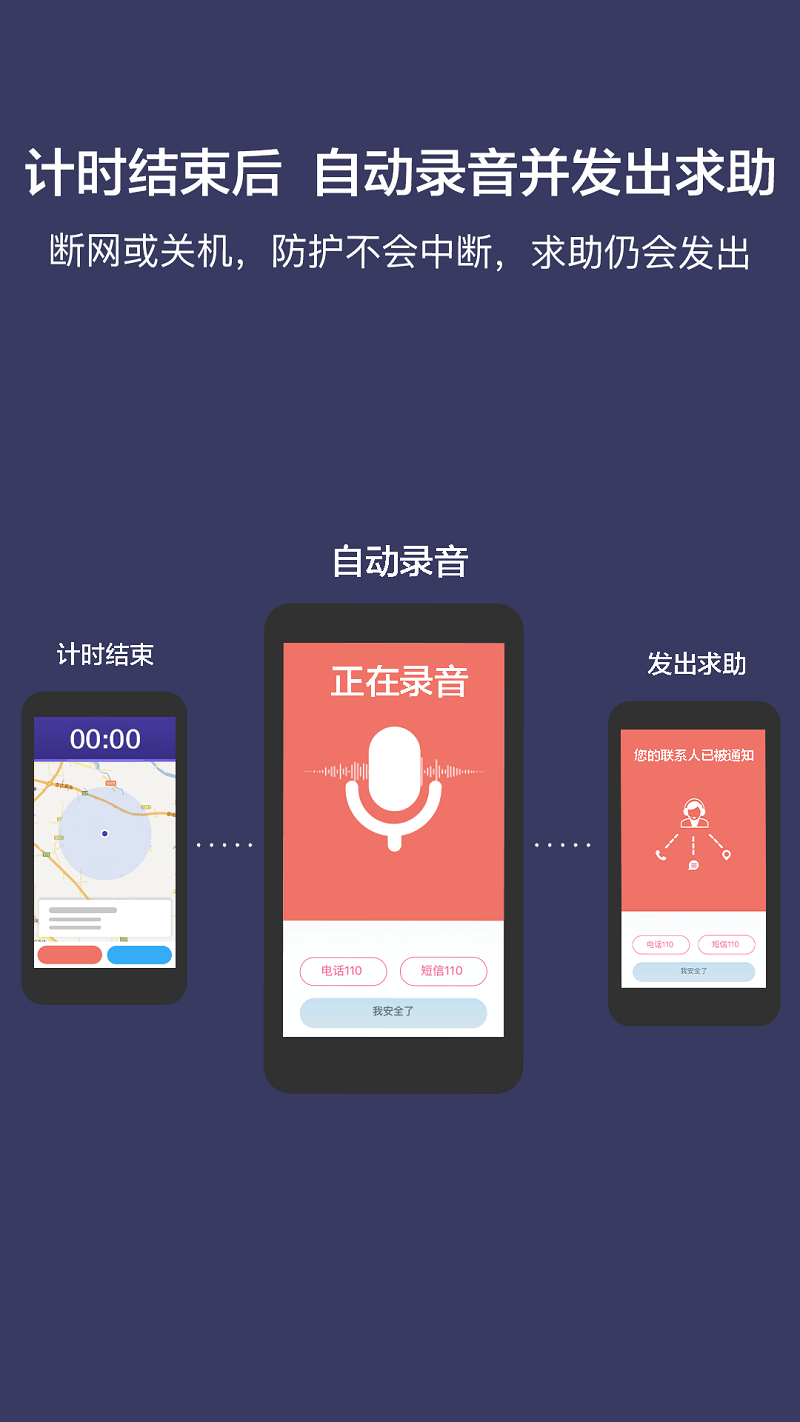 计时结束后 自动录音并发出求助
断网或关机，防护不会中断，求助仍会发出
自动录音
计时结束
发出求助
00:00
正在录音
您的联系人已被通知
电话110
短信110
我安全了
电话110
短信110
我安全了